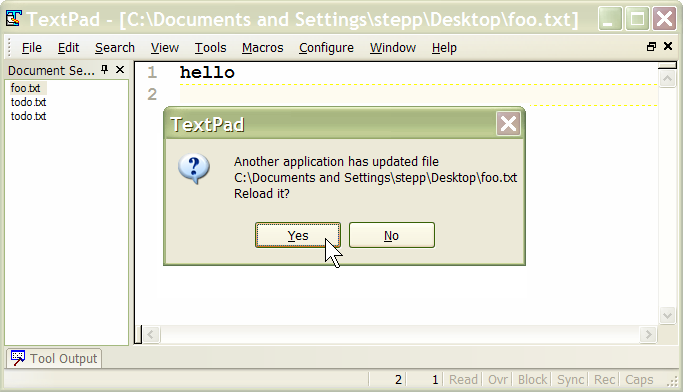 TextPad - [C:\Documents and Settings\stepp\Desktop\foo.txt]
File Edit Search View Tools Macros Configure Window Help
Document Se...
foo.txt
todo.txt
todo.txt
1 hello
2
TextPad
Another application has updated file
C:\Documents and Settings\stepp\Desktop\foo.txt
Reload it?
Yes No
Tool Output
2 1 Read Ovr Block Sync Rec Caps